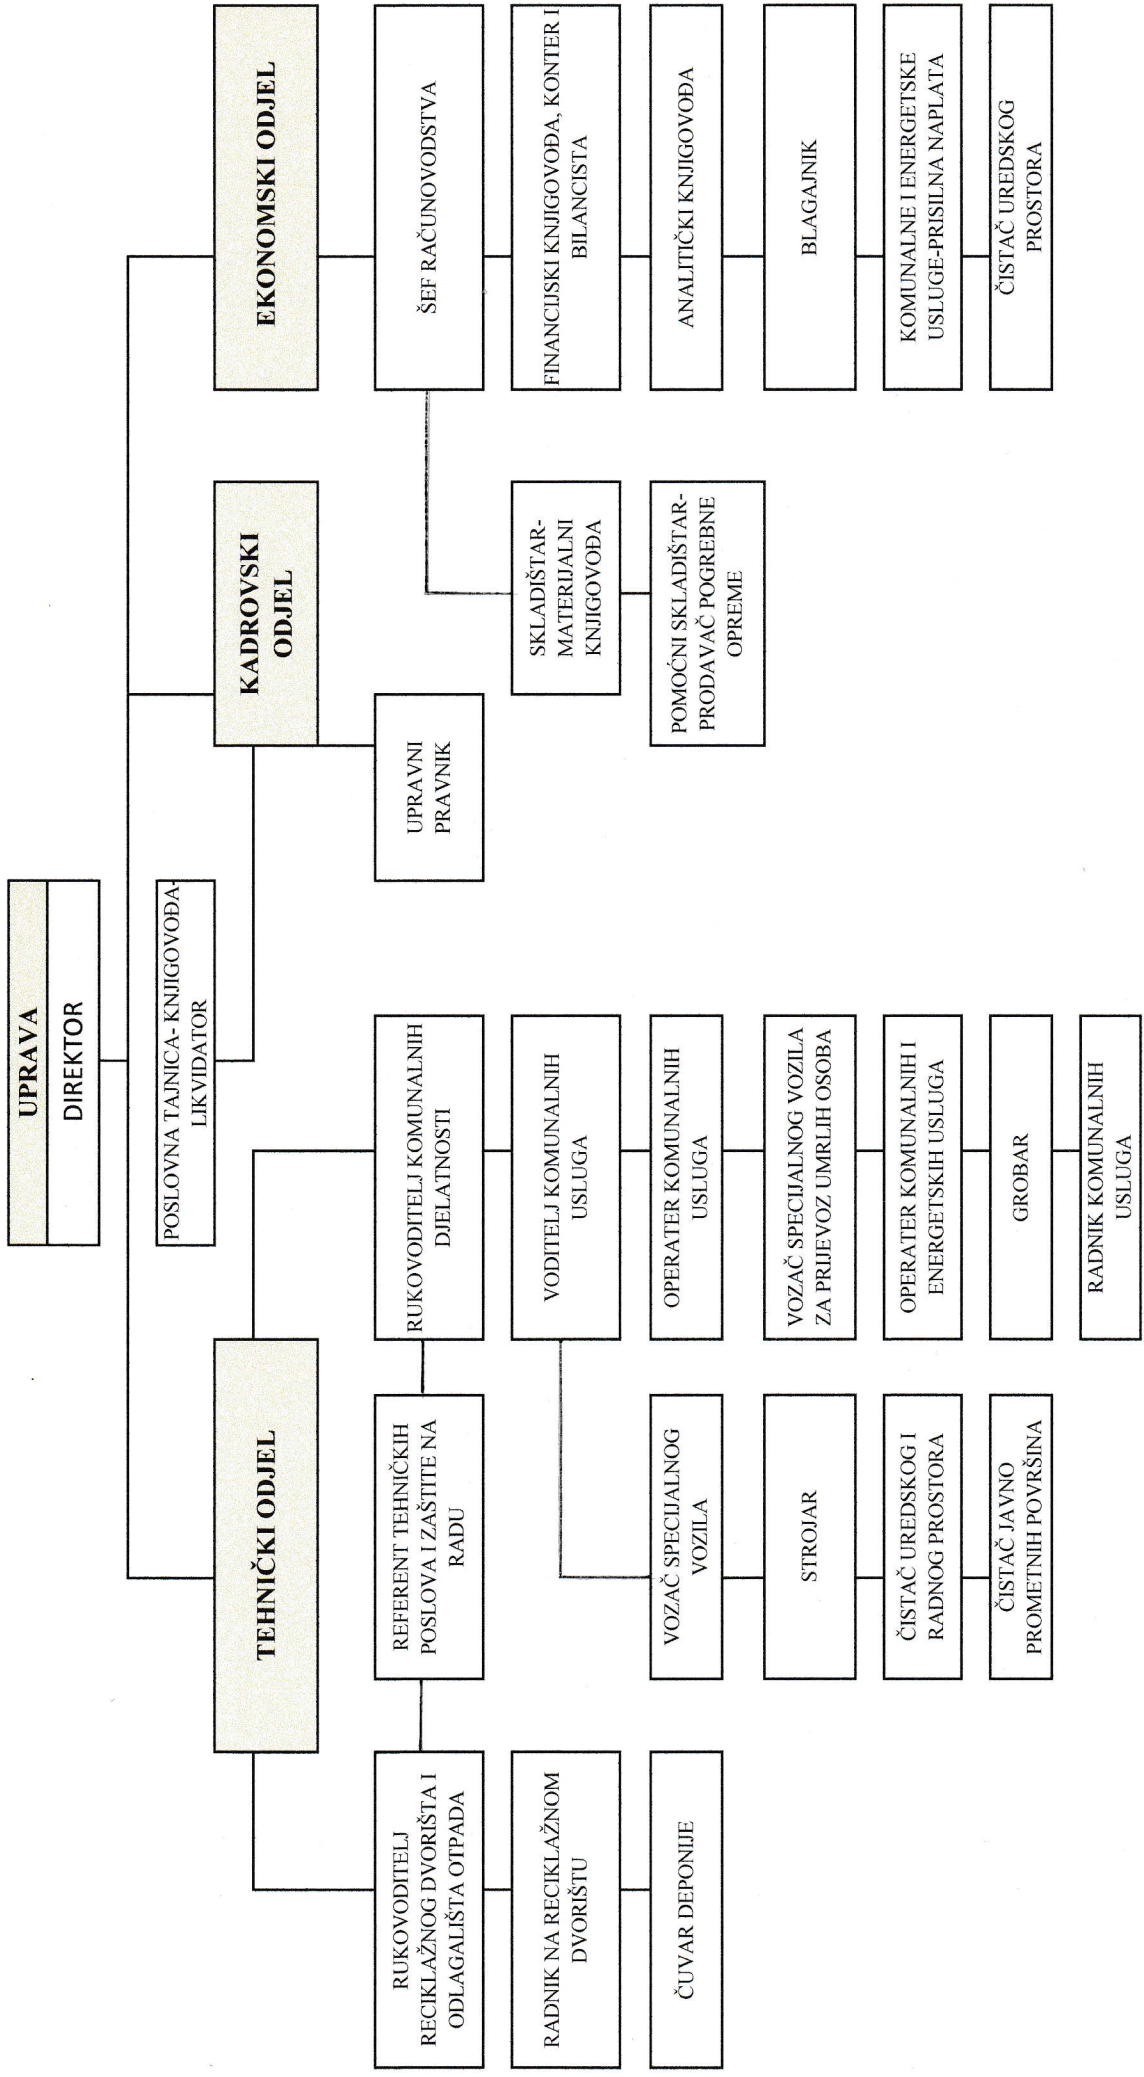 UPRAVA
DIREKTOR
POSLOVNA TAJNICA- KNJIGOVOĐA-
LIKVIDATOR
TEHNIČKI ODJEL
KADROVSKI
ODJEL
EKONOMSKI ODJEL
RUKOVODITELJ
RECIKLAŽNOG DVORIŠTA I
ODLAGALIŠTA OTPADA
REFERENT TEHNIČKIH
POSLOVA I ZAŠTITE NA
RADU
RUKOVODITELJ KOMUNALNIH
DJELATNOSTI
UPRAVNI
PRAVNIK
ŠEF RAČUNOVODSTVA
RADNIK NA RECIKLAŽNOM
DVORIŠTU
VODITELJ KOMUNALNIH
USLUGA
SKLADIŠTAR-
MATERIJALNI
KNJIGOVOĐA
FINANCIJSKI KNJIGOVOĐA, KONTER I
BILANCISTA
ČUVAR DEPONIJE
VOZAČ SPECIJALNOG
VOZILA
OPERATER KOMUNALNIH
USLUGA
POMOĆNI SKLADIŠTAR-
PRODAVAČ POGREBNE
OPREME
ANALITIČKI KNJIGOVOĐA
STROJAR
VOZAČ SPECIJALNOG VOZILA
ZA PRIJEVOZ UMRLIH OSOBA
BLAGAJNIK
ČISTAČ UREDSKOG I
RADNOG PROSTORA
OPERATER KOMUNALNIH I
ENERGETSKIH USLUGA
KOMUNALNE I ENERGETSKE
USLUGE-PRISILNA NAPLATA
ČISTAČ JAVNO
PROMETNIH POVRŠINA
GROBAR
ČISTAČ UREDSKOG
PROSTORA
RADNIK KOMUNALNIH
USLUGA